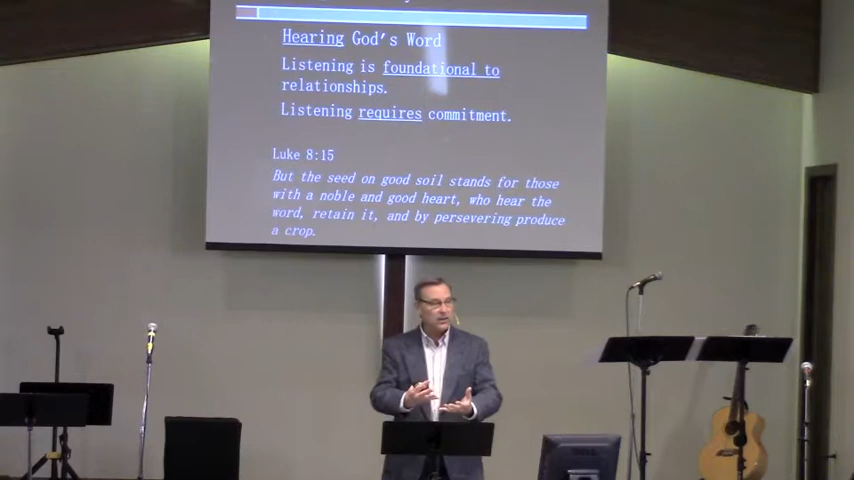 Hearing God's Word
Listening is foundational to
relationships.
Listening requires commitment.
Luke 8:15
But the seed on good soil stands for those
with a noble and good heart, who hear the
word, retain it, and by persevering produce
a crop.